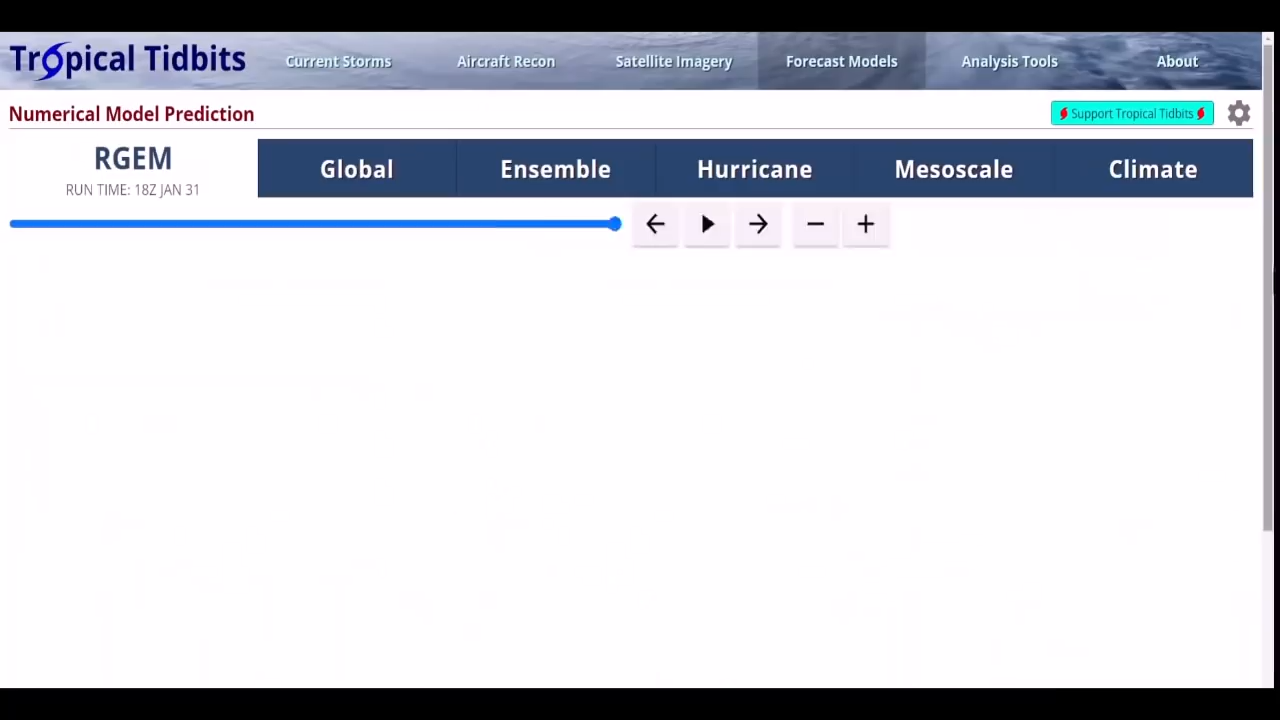 Tropical Tidbits
Current Storms Aircraft Recon Satellite Imagery Forecast Models Analysis Tools About
Numerical Model Prediction
Support Tropical Tidbits
RGEM
RUN TIME: 18Z JAN 31
Global Ensemble Hurricane Mesoscale Climate